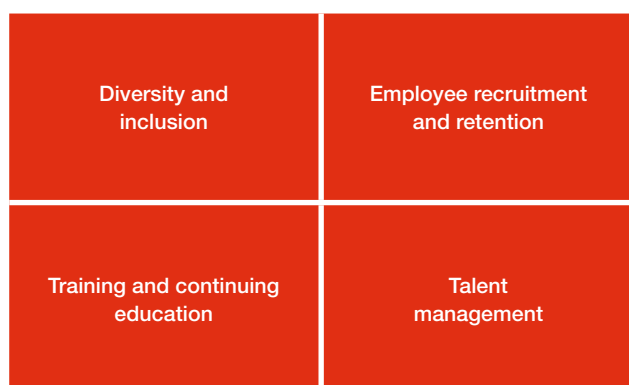 Diversity and
inclusion
Employee recruitment
and retention
Training and continuing
education
Talent
management